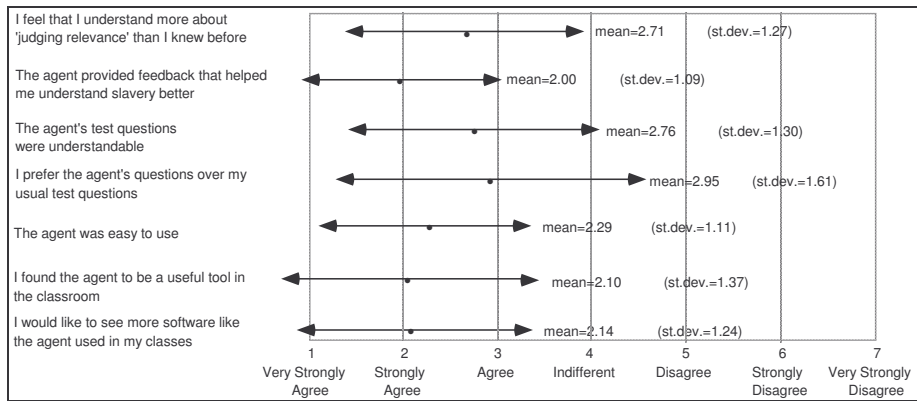 I feel that I understand more about
'judging relevance' than I knew before
mean=2.71 (st.dev.=1.27)
The agent provided feedback that helped
me understand slavery better
mean=2.00 (st.dev.=1.09)
The agent's test questions
were understandable
mean=2.76 (st.dev.=1.30)
I prefer the agent's questions over my
usual test questions
mean=2.95 (st.dev.=1.61)
The agent was easy to use
mean=2.29 (st.dev.=1.11)
I found the agent to be a useful tool in
the classroom
mean=2.10 (st.dev.=1.37)
I would like to see more software like
the agent used in my classes
mean=2.14 (st.dev.=1.24)
1 2 3 4 5 6 7
Very Strongly Strongly Agree Indifferent Disagree Strongly Very Strongly
Agree Agree Disagree Disagree